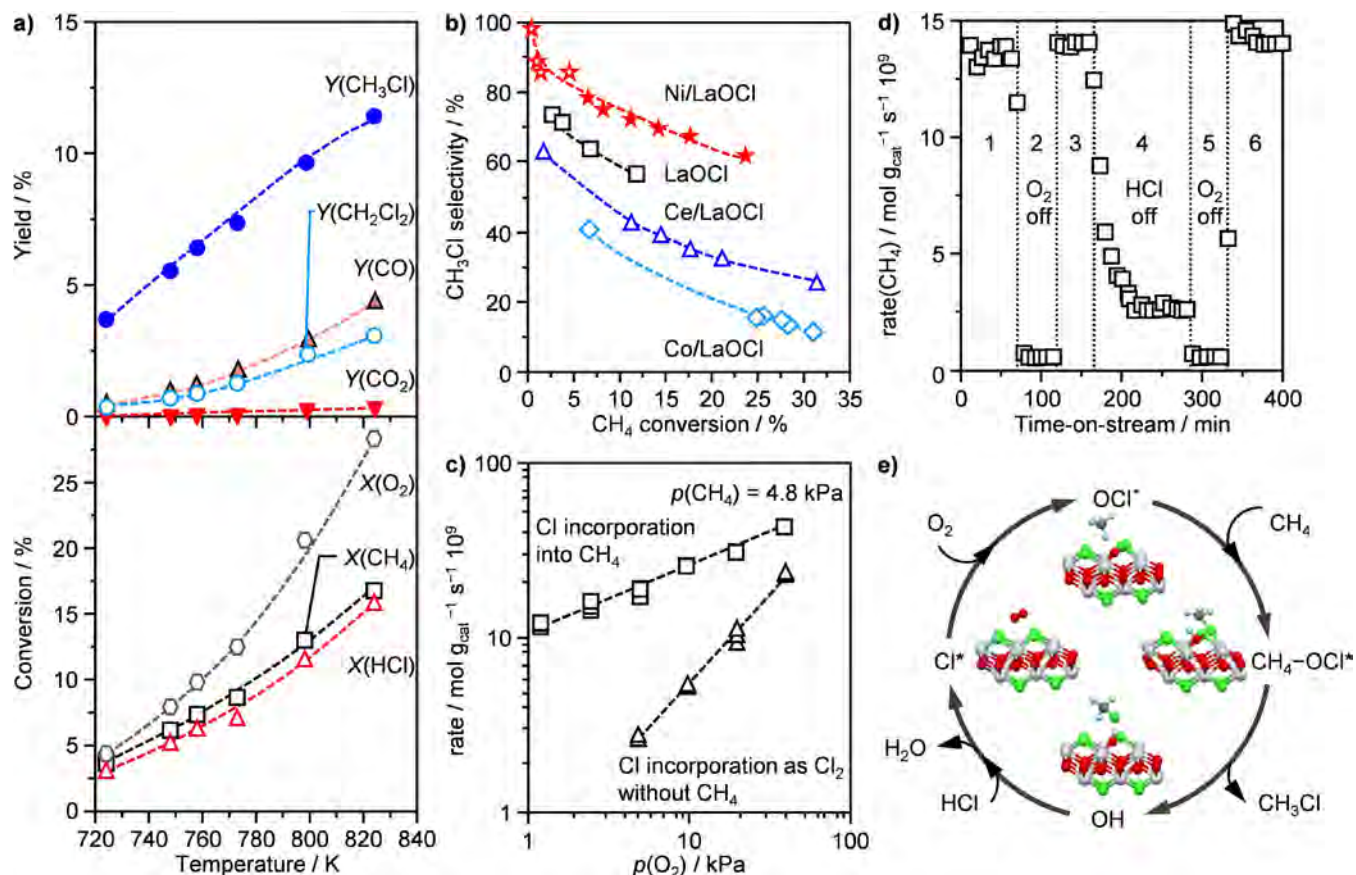 a)
15
10
5
0
Yield / %
Y(CH3Cl)
Y(CH2Cl2)
Y(CO)
Y(CO2)
25
20
15
10
5
0
Conversion / %
X(O2)
X(CH4)
X(HCl)
720 740 760 780 800 820 840
Temperature / K
b)
100
80
60
40
20
0
CH3Cl selectivity / %
Ni/LaOCl
LaOCl
Ce/LaOCl
Co/LaOCl
0 5 10 15 20 25 30 35
CH4 conversion / %
c)
100
10
1
rate / mol gcat−1 s−1 10^9
p(CH4) = 4.8 kPa
Cl incorporation
into CH4
Cl incorporation as Cl2
without CH4
1 10 100
p(O2) / kPa
d)
15
10
5
0
rate(CH4) / mol gcat−1 s−1 10^9
1 2 3 4 5 6
O2
off
HCl
off
O2
off
0 100 200 300 400
Time-on-stream / min
e)
OCl*
O2
CH4
Cl*
CH4−OCl*
H2O
HCl
OH
CH3Cl